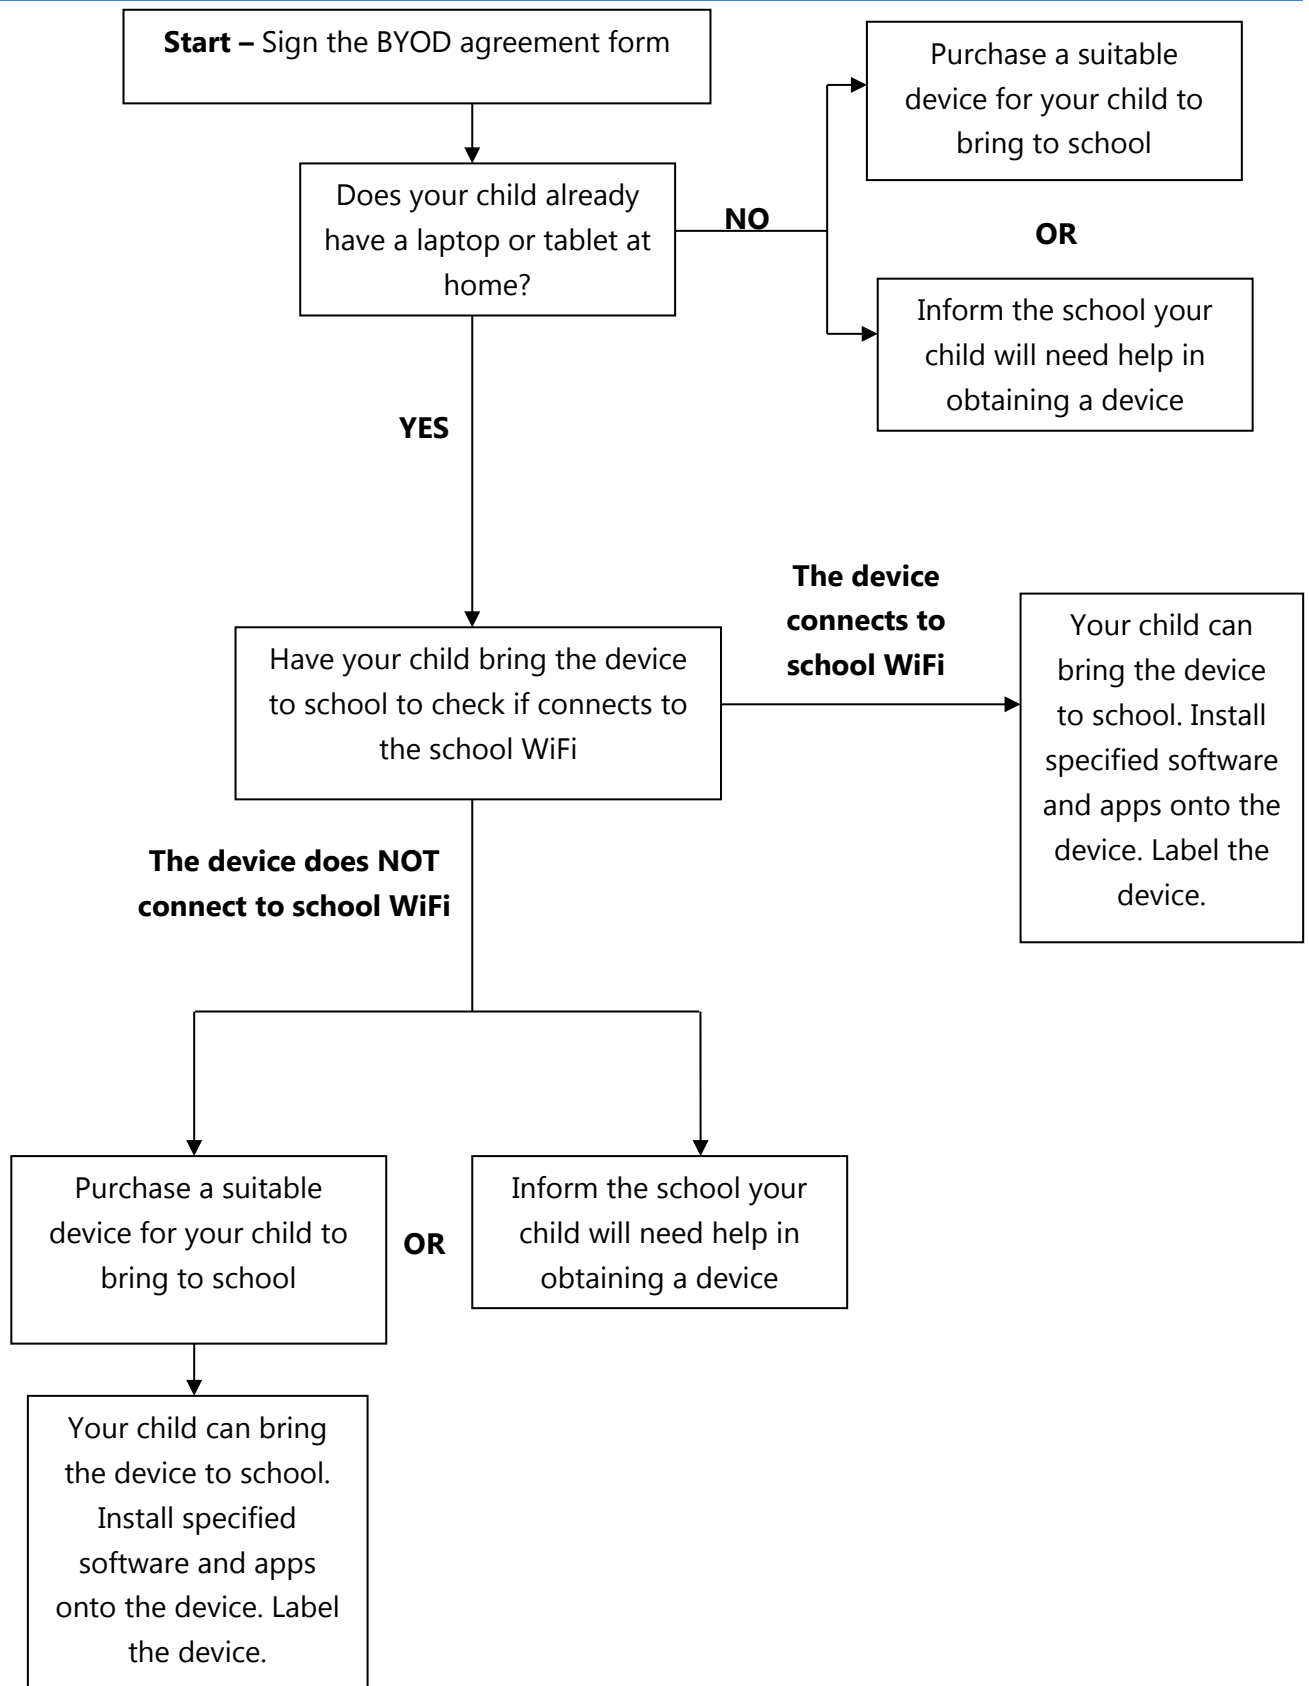 Start – Sign the BYOD agreement form
Purchase a suitable
device for your child to
bring to school
Does your child already
have a laptop or tablet at
home?
NO
OR
Inform the school your
child will need help in
obtaining a device
YES
The device
connects to
school WiFi
Have your child bring the device
to school to check if connects to
the school WiFi
Your child can
bring the device
to school. Install
specified software
and apps onto the
device. Label the
device.
The device does NOT
connect to school WiFi
Purchase a suitable
device for your child to
bring to school
OR
Inform the school your
child will need help in
obtaining a device
Your child can bring
the device to school.
Install specified
software and apps
onto the device. Label
the device.